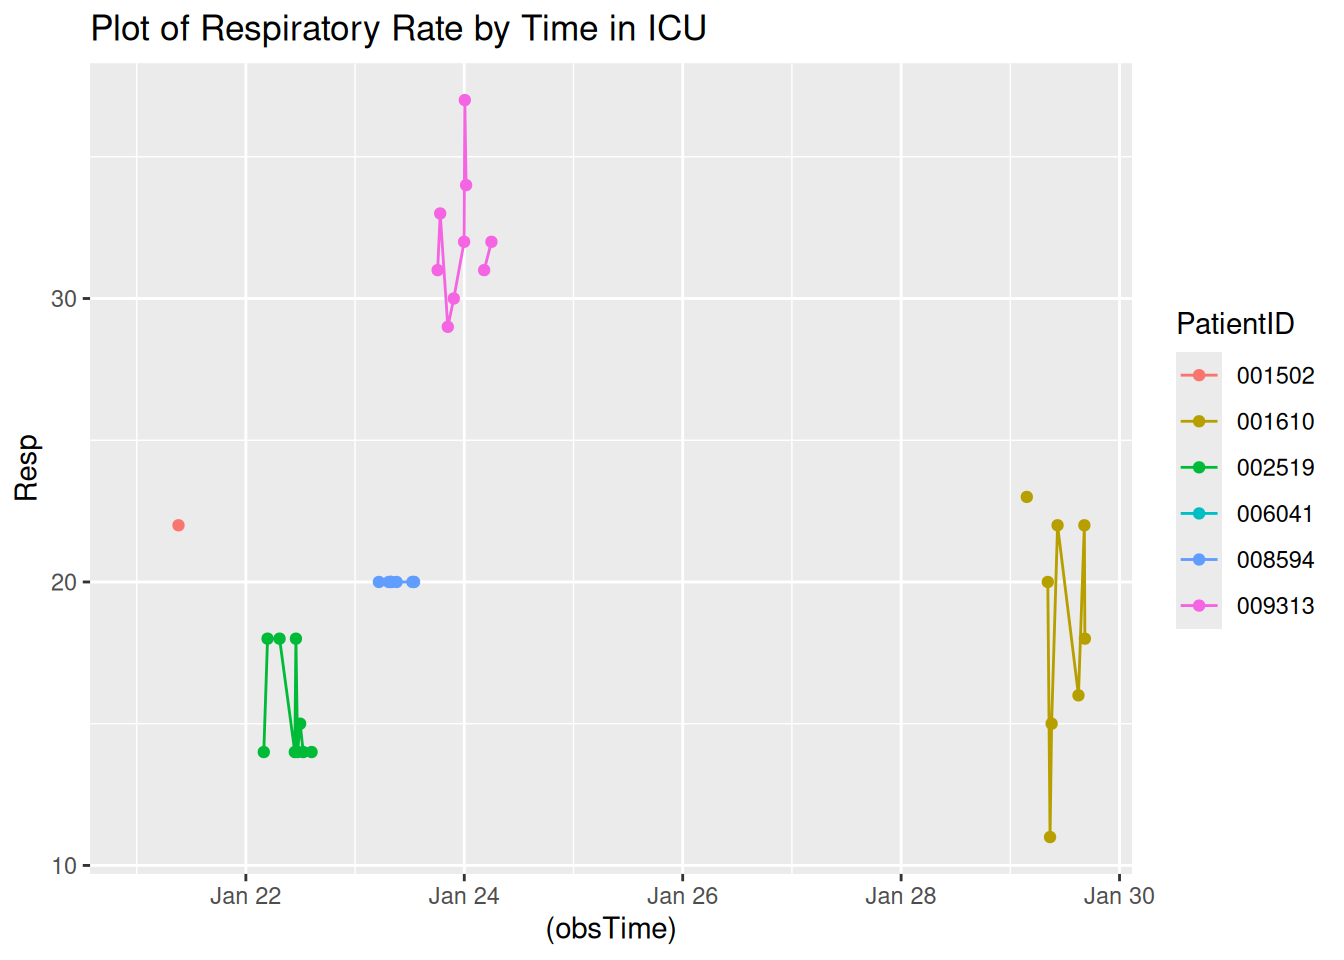 Plot of Respiratory Rate by Time in ICU
Resp
30
20
10
Jan 22
Jan 24
Jan 26
Jan 28
Jan 30
(obsTime)
PatientID
001502
001610
002519
006041
008594
009313